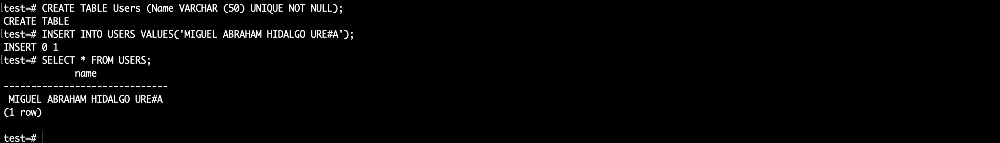 test=# CREATE TABLE Users (Name VARCHAR (50) UNIQUE NOT NULL);
CREATE TABLE
test=# INSERT INTO USERS VALUES('MIGUEL ABRAHAM HIDALGO URE#A');
INSERT 0 1
test=# SELECT * FROM USERS;
name
------------------------------
MIGUEL ABRAHAM HIDALGO URE#A
(1 row)
test=#